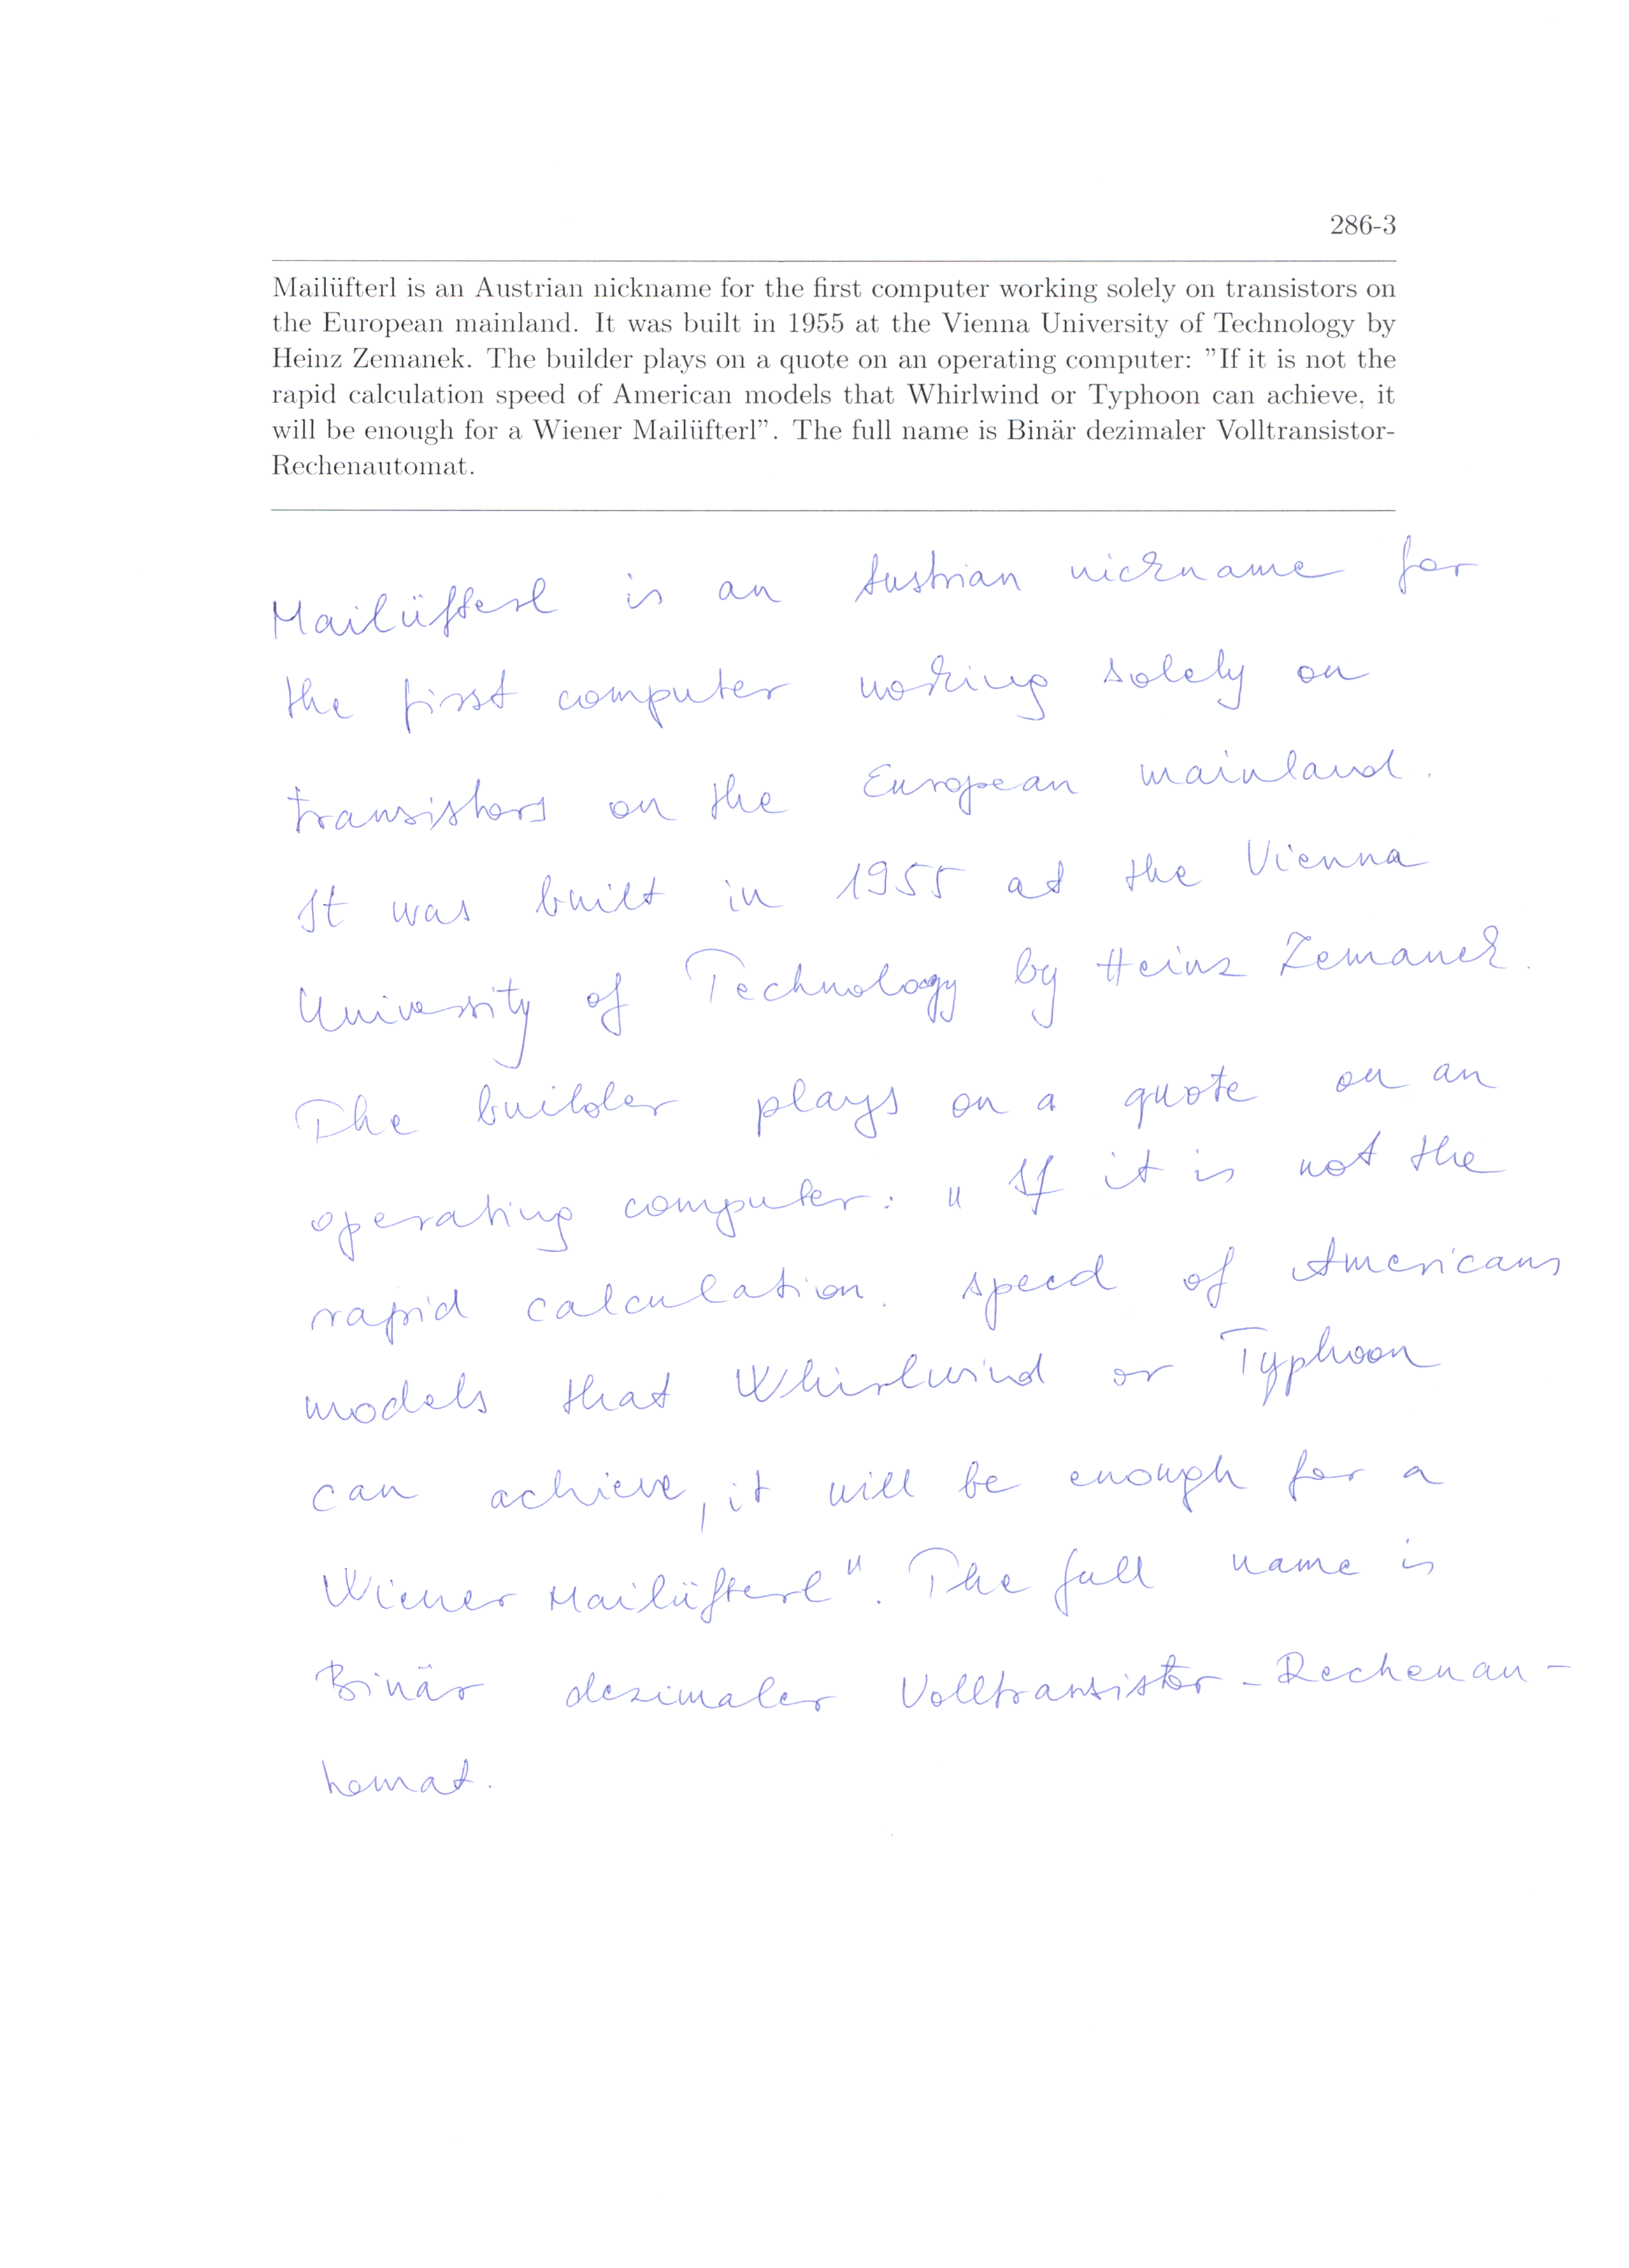 286-3
Mailüfterl is an Austrian nickname for the first computer working solely on transistors on
the European mainland. It was built in 1955 at the Vienna University of Technology by
Heinz Zemanek. The builder plays on a quote on an operating computer: "If it is not the
rapid calculation speed of American models that Whirlwind or Typhoon can achieve, it
will be enough for a Wiener Mailüfterl". The full name is Binär dezimaler Volltransistor-
Rechenautomat.
Mailüfterl is an Austrian nickname for
the first computer working solely on
transistors on the European mainland.
It was built in 1955 at the Vienna
University of Technology by Heinz Zemanek.
The builder plays on a quote on an
operating computer: "If it is not the
rapid calculation. speed of Americans
models that Whirlwind or Typhoon
can achieve, it will be enough for a
Wiener Mailüfterl". The full name is
Binär dezimaler Volltransistor-Rechenau-
tomat.